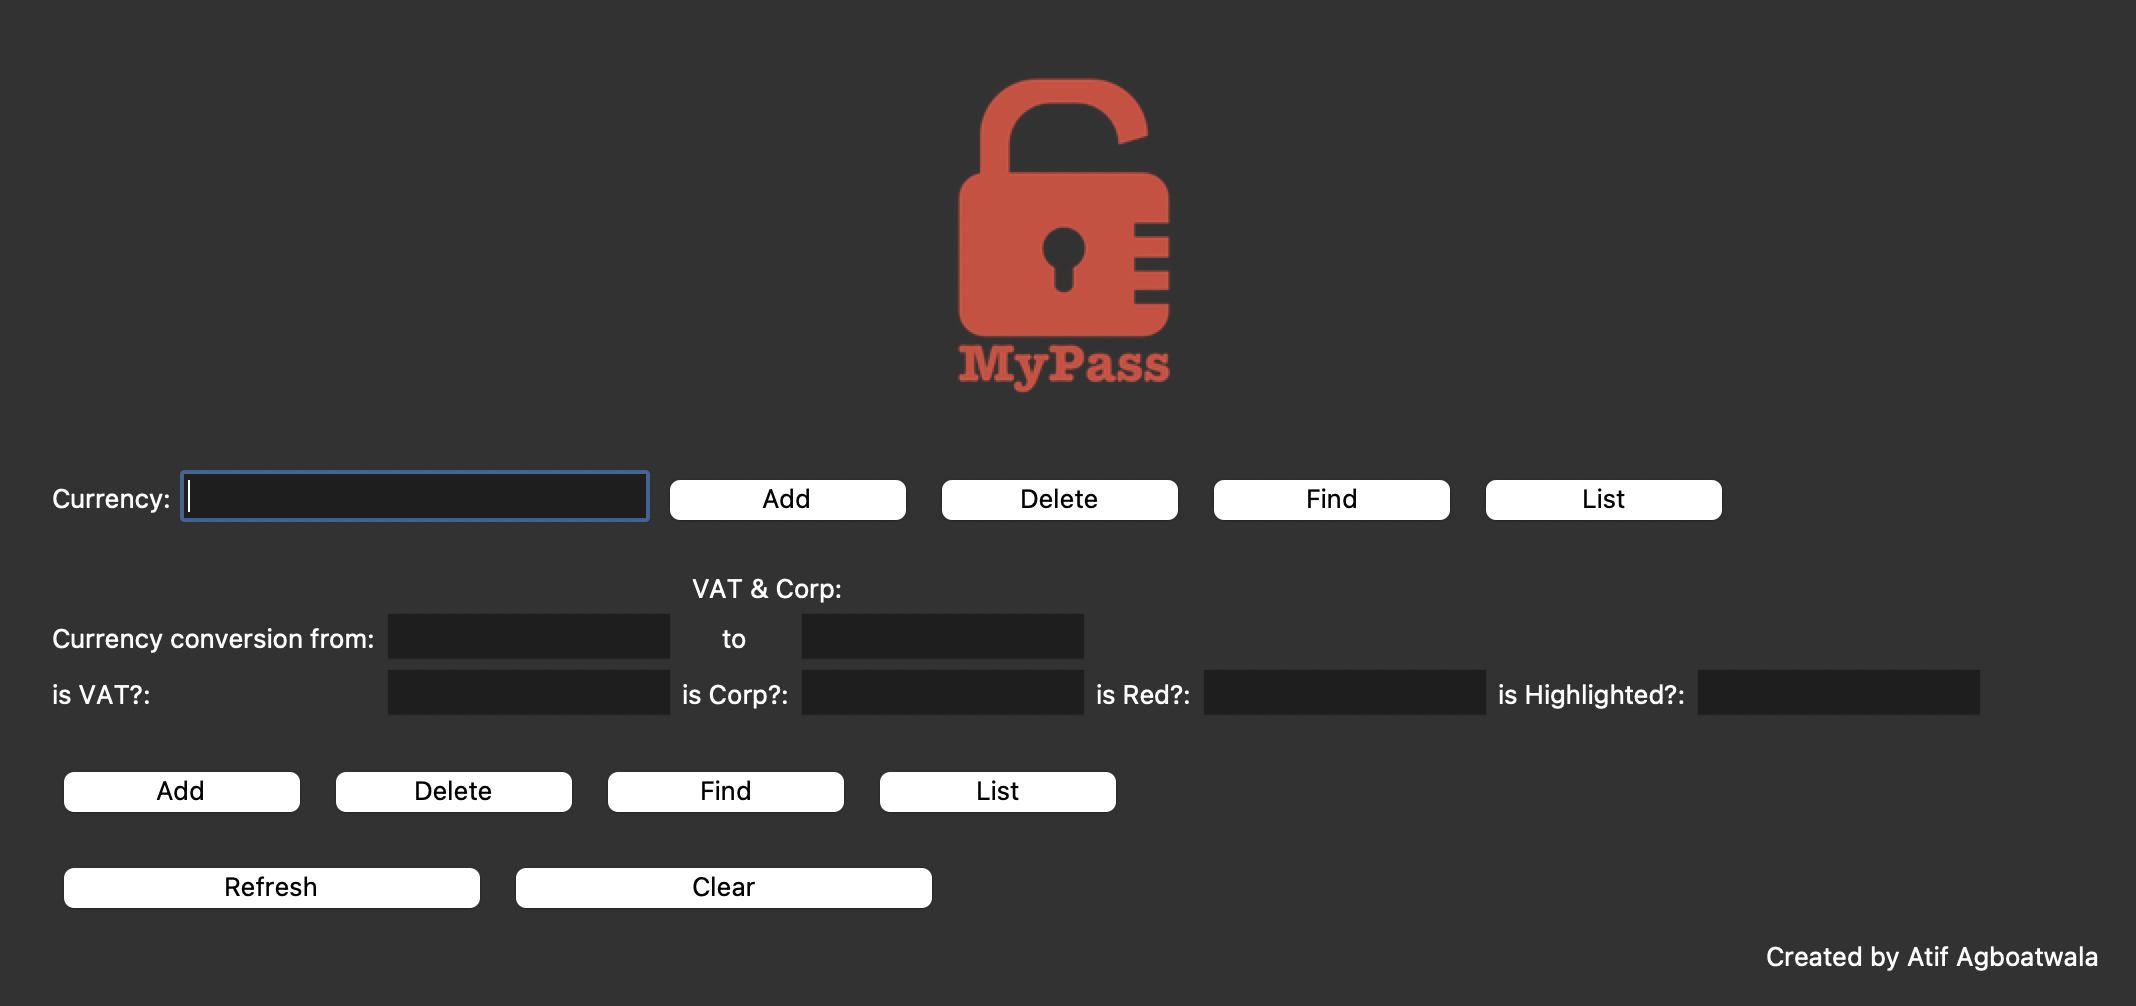 MyPass
Currency: Add Delete Find List
VAT & Corp:
Currency conversion from: to
is VAT?: is Corp?: is Red?: is Highlighted?:
Add Delete Find List
Refresh Clear
Created by Atif Agboatwala